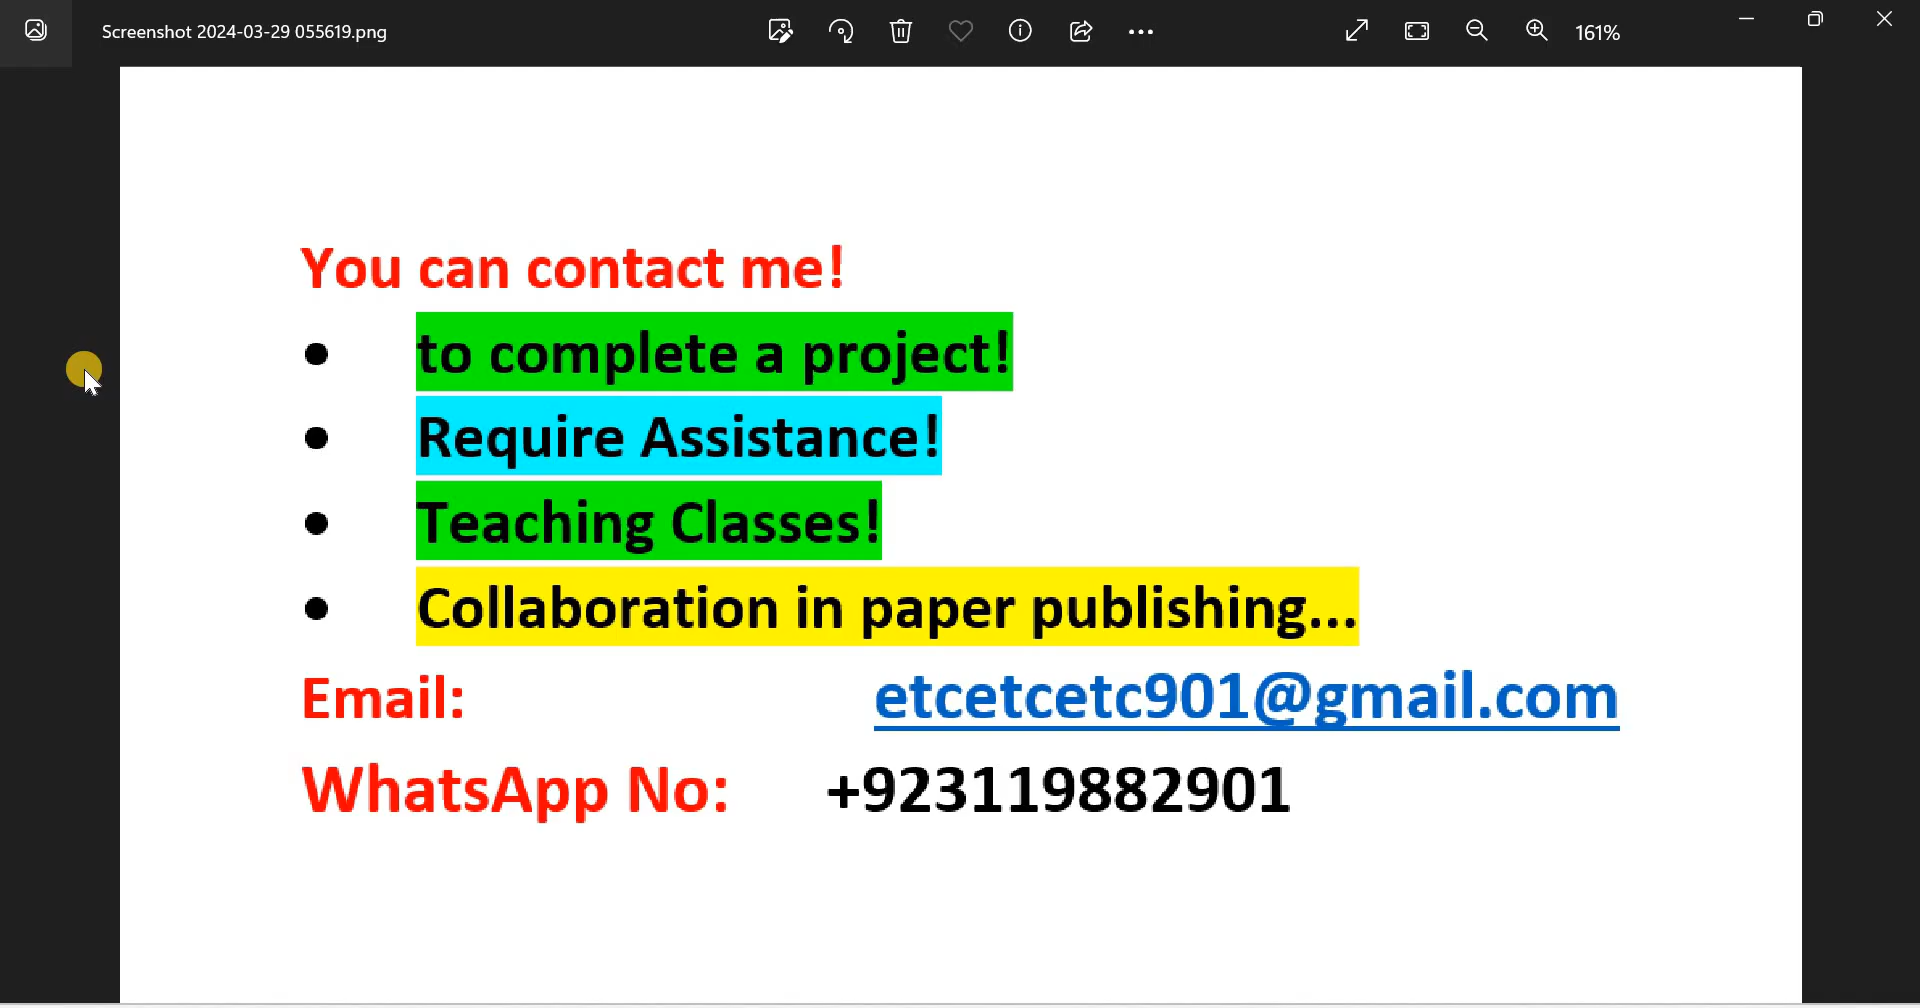 Screenshot 2024-03-29 055619.png
161%
You can contact me!
• to complete a project!
• Require Assistance!
• Teaching Classes!
• Collaboration in paper publishing...
Email: etcetcetc901@gmail.com
WhatsApp No: +923119882901